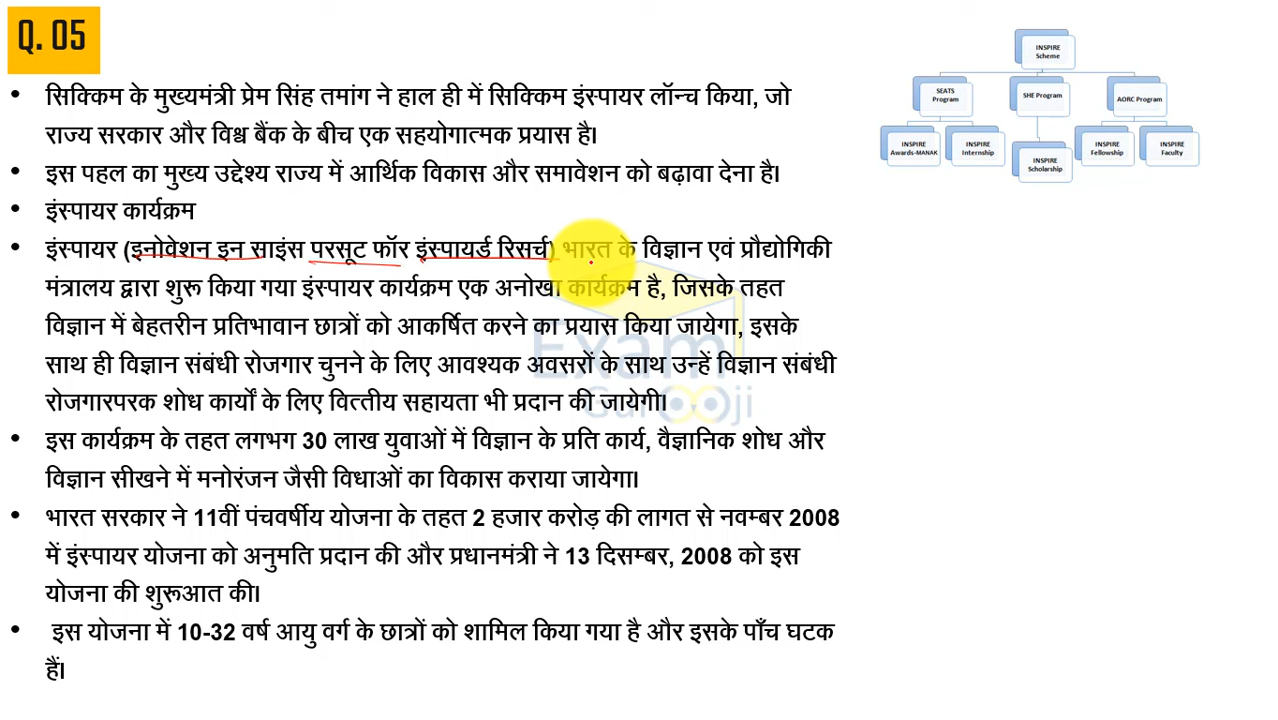 Q. 05
• सिक्किम के मुख्यमंत्री प्रेम सिंह तमांग ने हाल ही में सिक्किम इंस्पायर लॉन्च किया, जो
राज्य सरकार और विश्व बैंक के बीच एक सहयोगात्मक प्रयास है।
• इस पहल का मुख्य उद्देश्य राज्य में आर्थिक विकास और समावेशन को बढ़ावा देना है।
• इंस्पायर कार्यक्रम
• इंस्पायर (इनोवेशन इन साइंस परसूट फॉर इंस्पायर्ड रिसर्च) भारत के विज्ञान एवं प्रौद्योगिकी
मंत्रालय द्वारा शुरू किया गया इंस्पायर कार्यक्रम एक अनोखा कार्यक्रम है, जिसके तहत
विज्ञान में बेहतरीन प्रतिभावान छात्रों को आकर्षित करने का प्रयास किया जायेगा, इसके
साथ ही विज्ञान संबंधी रोजगार चुनने के लिए आवश्यक अवसरों के साथ उन्हें विज्ञान संबंधी
रोजगारपरक शोध कार्यों के लिए वित्तीय सहायता भी प्रदान की जायेगी।
• इस कार्यक्रम के तहत लगभग 30 लाख युवाओं में विज्ञान के प्रति कार्य, वैज्ञानिक शोध और
विज्ञान सीखने में मनोरंजन जैसी विधाओं का विकास कराया जायेगा।
• भारत सरकार ने 11वीं पंचवर्षीय योजना के तहत 2 हजार करोड़ की लागत से नवम्बर 2008
में इंस्पायर योजना को अनुमति प्रदान की और प्रधानमंत्री ने 13 दिसम्बर, 2008 को इस
योजना की शुरूआत की।
• इस योजना में 10-32 वर्ष आयु वर्ग के छात्रों को शामिल किया गया है और इसके पाँच घटक
हैं।
INSPIRE
Scheme
SEATS
Program
SHE Program
AORC Program
INSPIRE
Awards-MANAK
INSPIRE
Internship
INSPIRE
Scholarship
INSPIRE
Fellowship
INSPIRE
Faculty
Exam
Gurooji